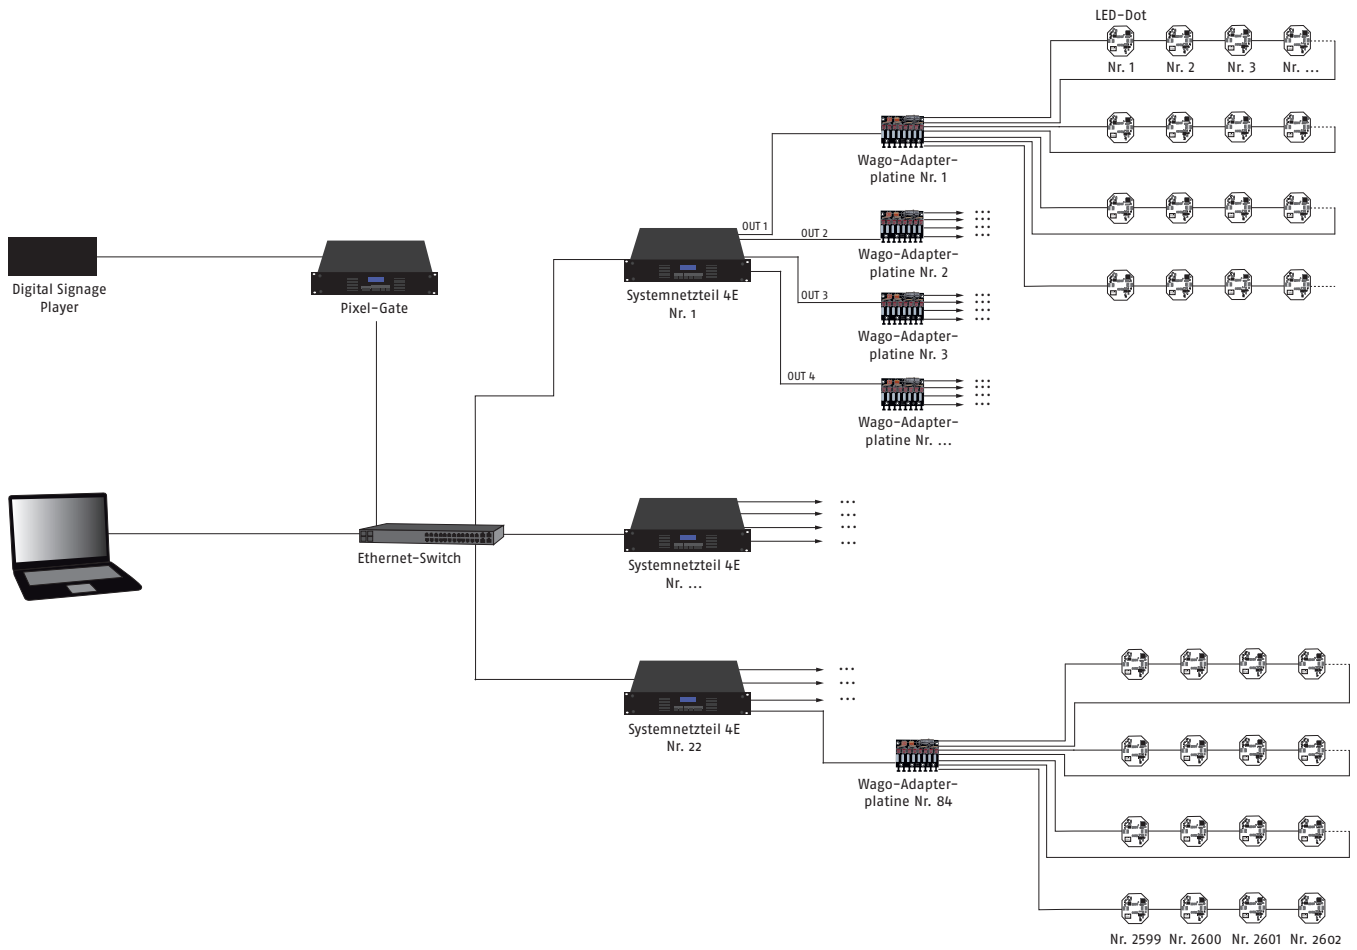 LED-Dot
Nr. 1
Nr. 2
Nr. 3
Nr. ...
Wago-Adapter-
platine Nr. 1
OUT 1
OUT 2
Wago-Adapter-
platine Nr. 2
Digital Signage
Player
Pixel-Gate
Systemnetzteil 4E
Nr. 1
OUT 3
Wago-Adapter-
platine Nr. 3
OUT 4
Wago-Adapter-
platine Nr. ...
Ethernet-Switch
Systemnetzteil 4E
Nr. ...
Systemnetzteil 4E
Nr. 22
Wago-Adapter-
platine Nr. 84
Nr. 2599
Nr. 2600
Nr. 2601
Nr. 2602